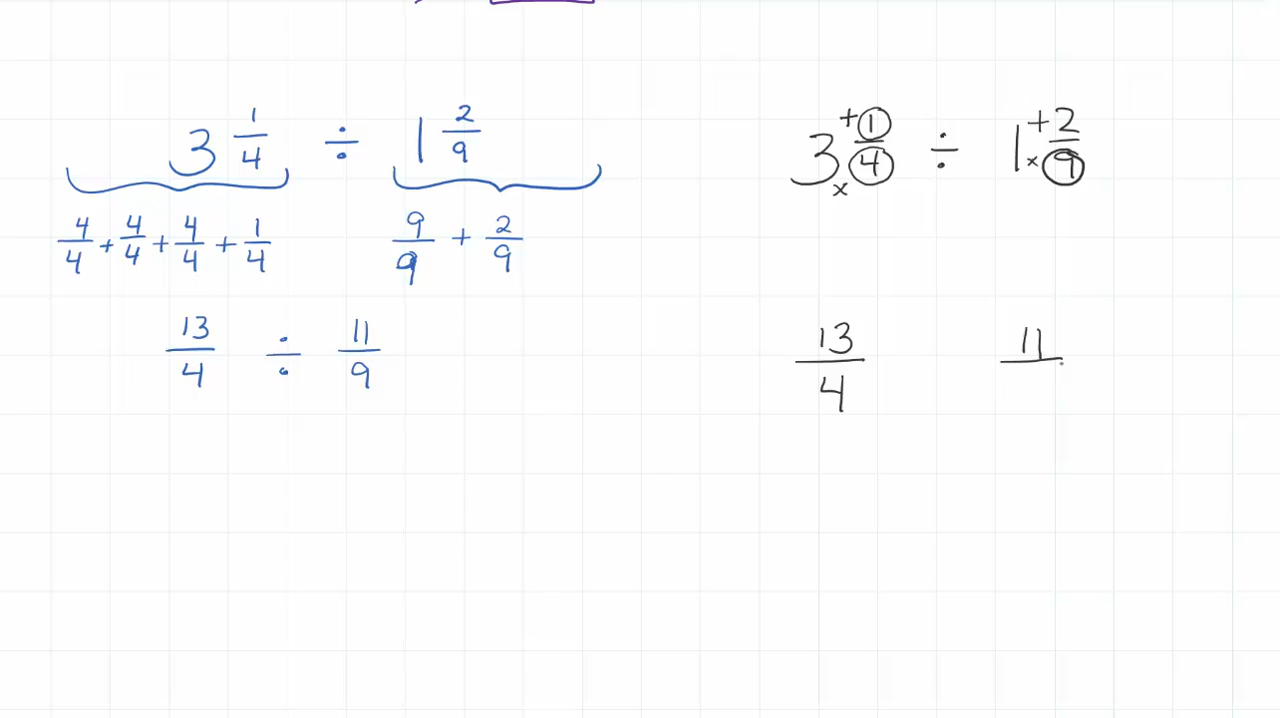 3 1/4 ÷ 1 2/9
4/4 + 4/4 + 4/4 + 1/4 9/9 + 2/9
13/4 ÷ 11/9
3 × + 1/4 ÷ 1 × + 2/9
13/4 11/